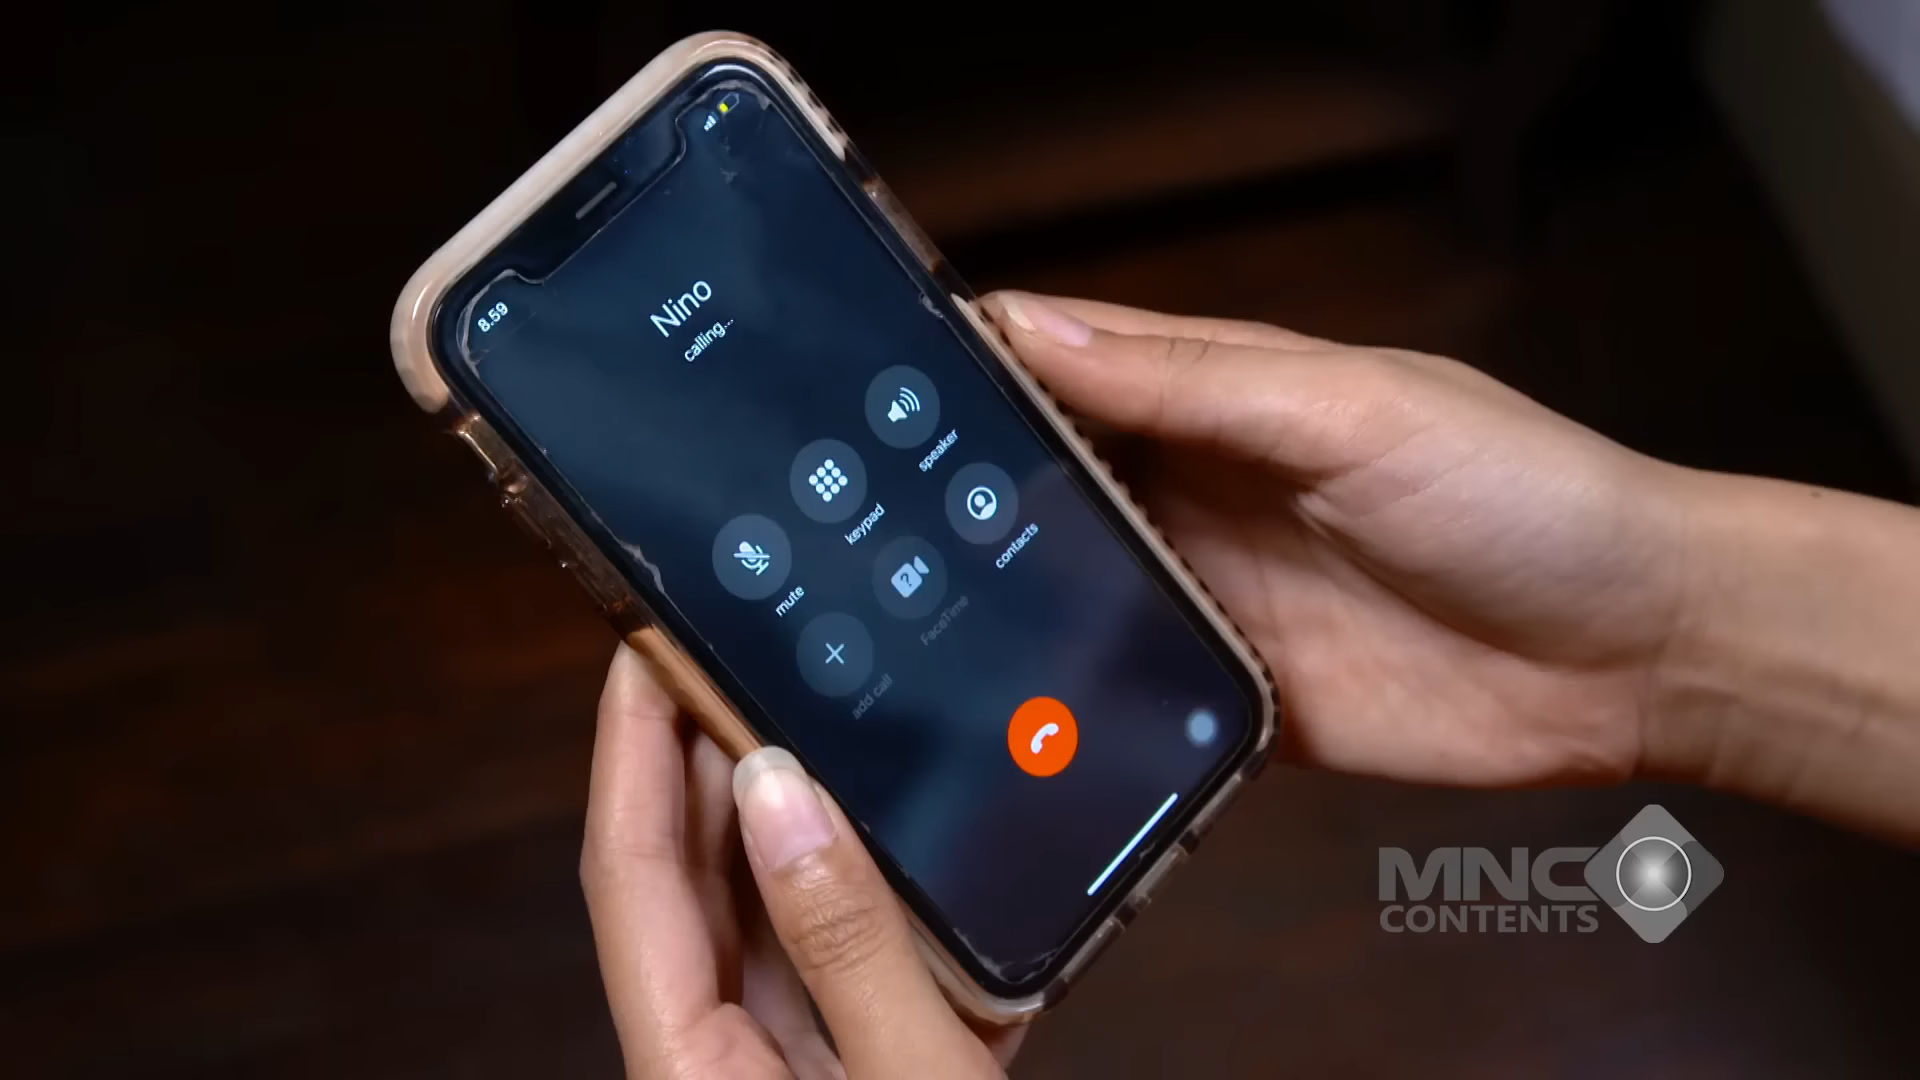 8.59
Nino
calling...
mute
keypad
speaker
add call
FaceTime
contacts
MNC
CONTENTS